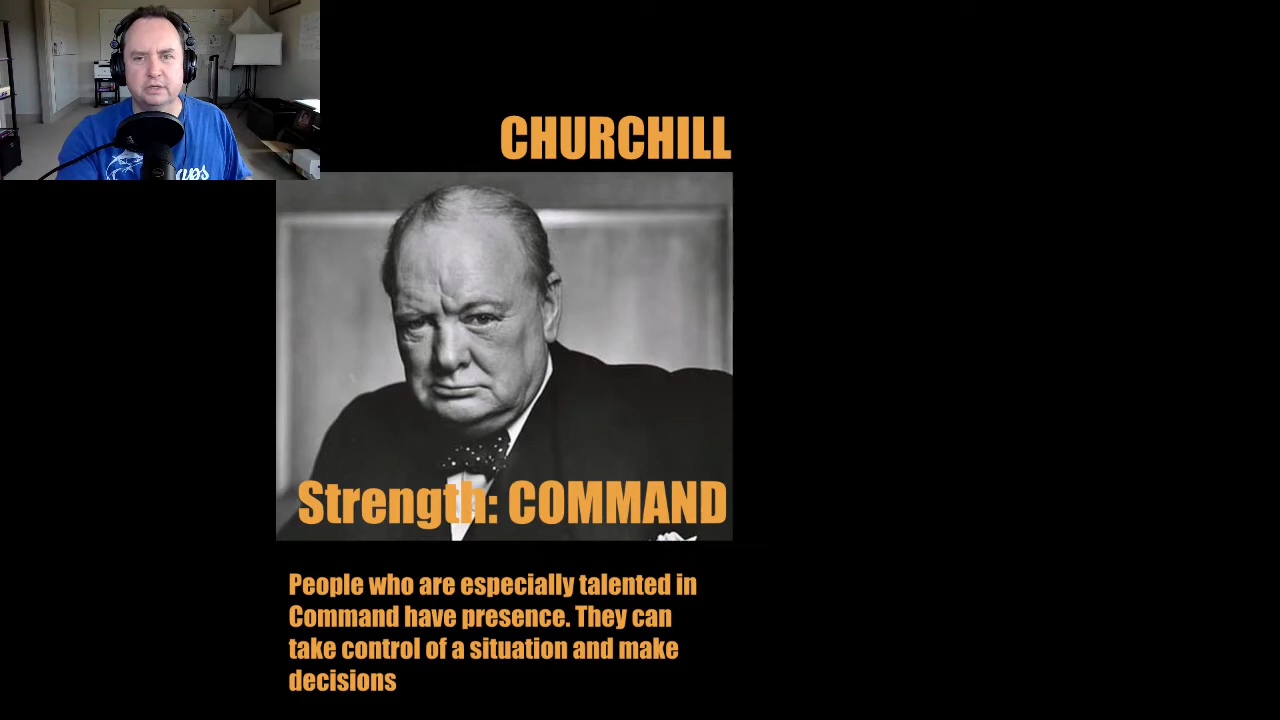 CHURCHILL
Strength: COMMAND
People who are especially talented in
Command have presence. They can
take control of a situation and make
decisions